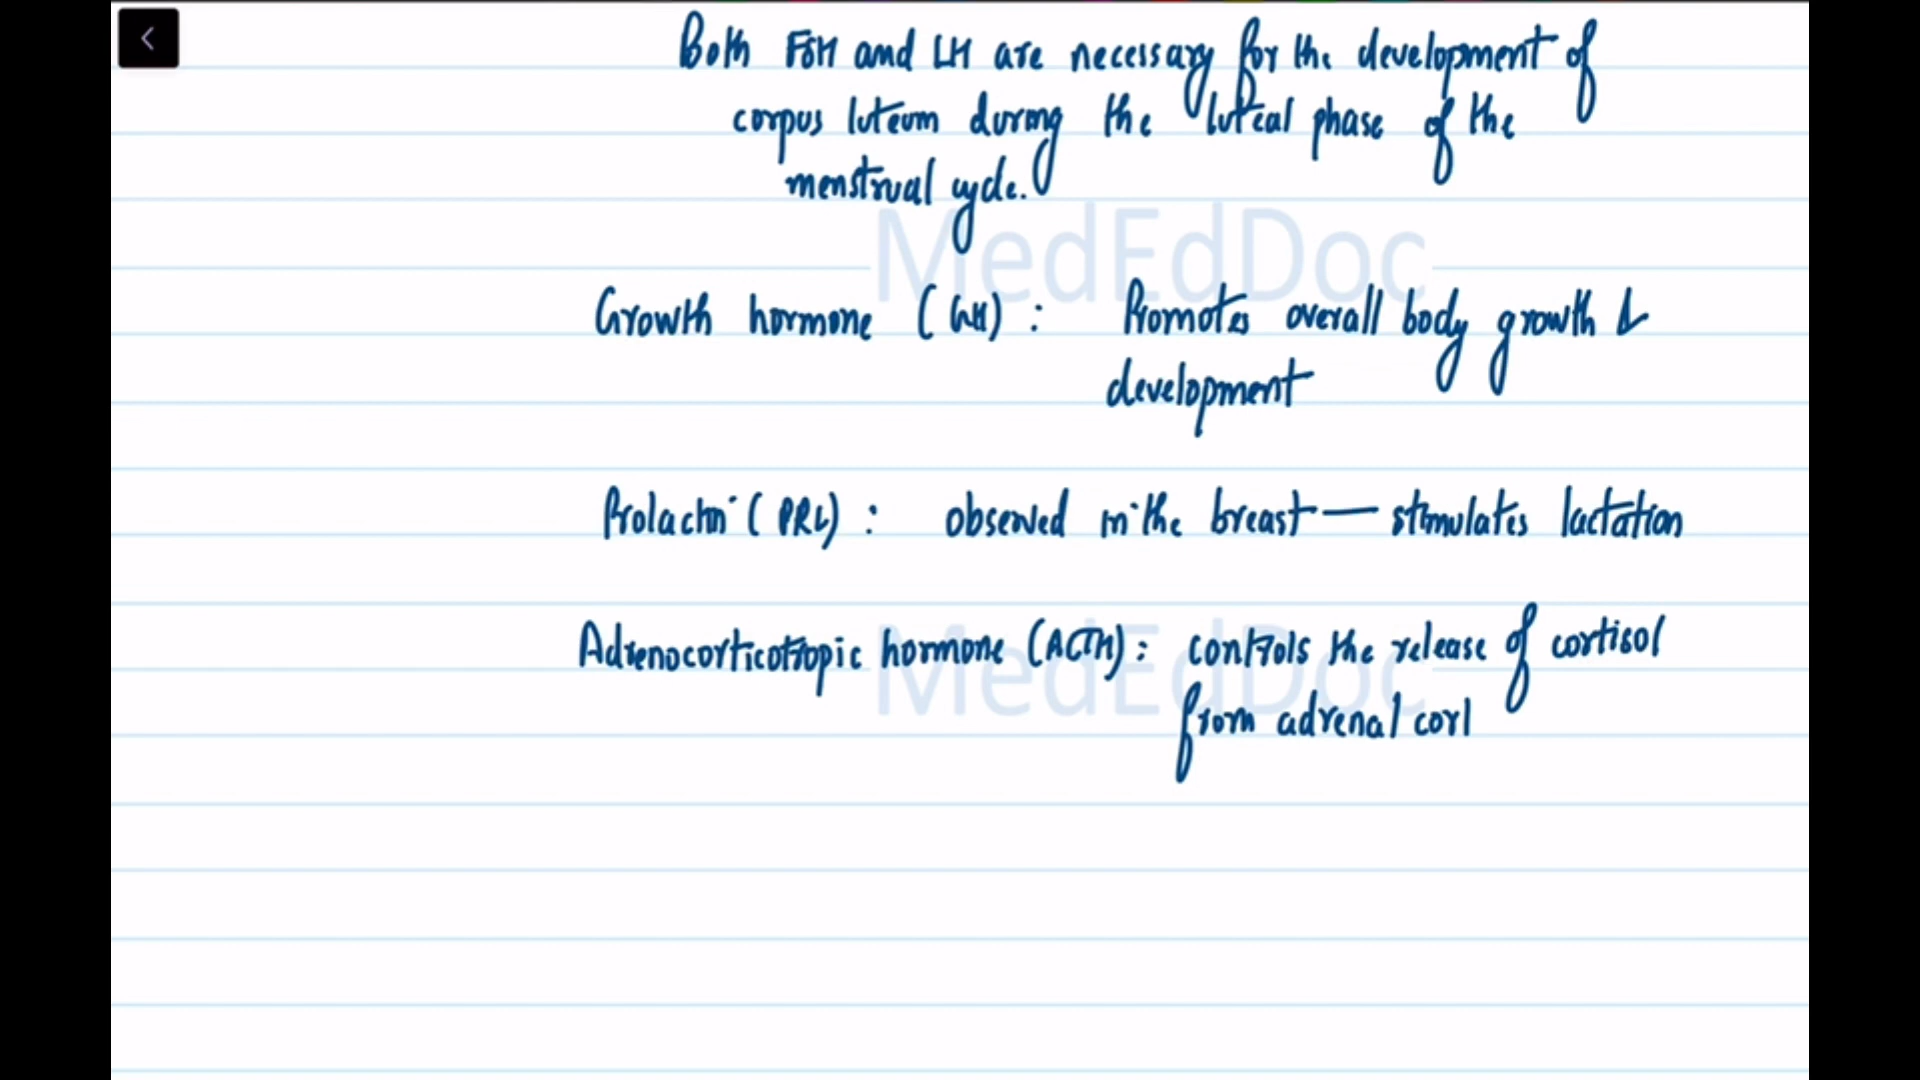 Both FSH and LH are necessary for the development of
corpus luteum during the luteal phase of the
menstrual cycle.
MedEdDoc
Growth hormone (GH) : Promotes overall body growth &
development
Prolactin (PRL) : observed in the breast — stimulates lactation
Adrenocorticotropic hormone (ACTH) : controls the release of cortisol
MedEdDoc
from adrenal cort